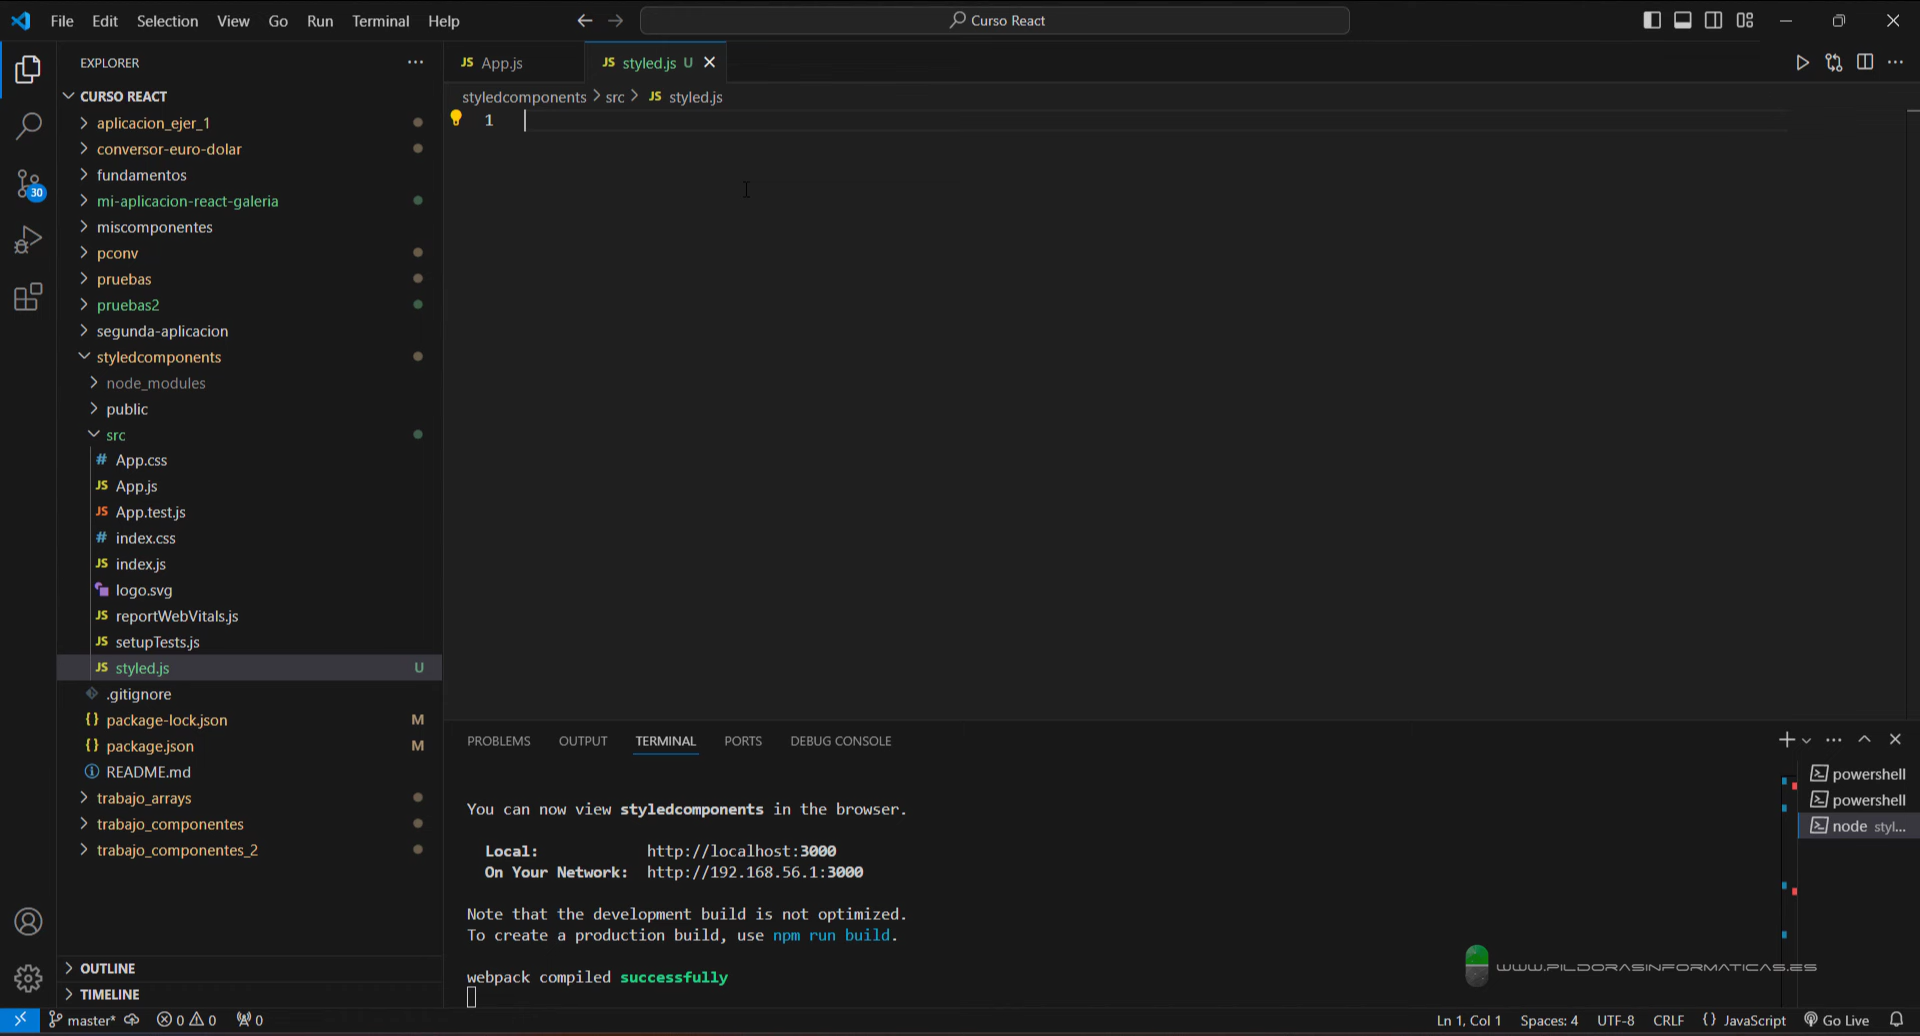 File Edit Selection View Go Run Terminal Help
Curso React
EXPLORER
CURSO REACT
aplicacion_ejer_1
conversor-euro-dolar
fundamentos
mi-aplicacion-react-galeria
miscomponentes
pconv
pruebas
pruebas2
segunda-aplicacion
styledcomponents
node_modules
public
src
# App.css
JS App.js
JS App.test.js
# index.css
JS index.js
logo.svg
JS reportWebVitals.js
JS setupTests.js
JS styled.js U
.gitignore
{} package-lock.json M
{} package.json M
README.md
trabajo_arrays
trabajo_componentes
trabajo_componentes_2
OUTLINE
TIMELINE
30
JS App.js
JS styled.js U
styledcomponents > src > JS styled.js
1
PROBLEMS OUTPUT TERMINAL PORTS DEBUG CONSOLE
You can now view styledcomponents in the browser.
Local: http://localhost:3000
On Your Network: http://192.168.56.1:3000
Note that the development build is not optimized.
To create a production build, use npm run build.
webpack compiled successfully
powershell
powershell
node styl...
WWW.PILDORASINFORMATICAS.ES
master* 0 0 0
Ln 1, Col 1 Spaces: 4 UTF-8 CRLF {} JavaScript Go Live